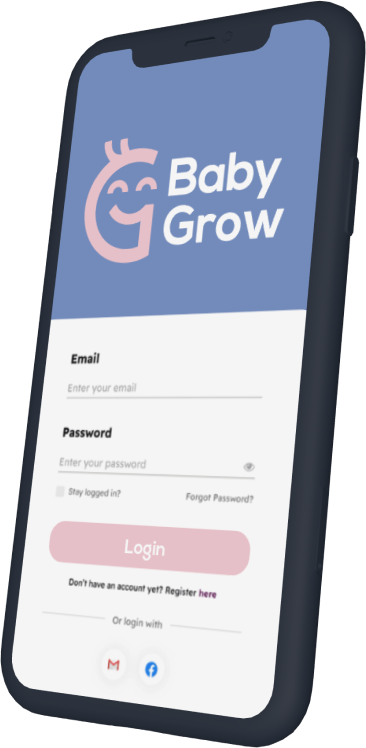 Baby
Grow
Email
Enter your email
Password
Enter your password
Stay logged in?
Forgot Password?
Login
Don't have an account yet? Register here
Or login with